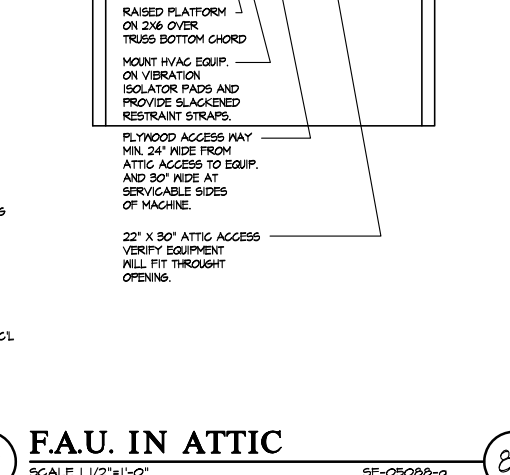 RAISED PLATFORM
ON 2X6 OVER
TRUSS BOTTOM CHORD
MOUNT HVAC EQUIP.
ON VIBRATION
ISOLATOR PADS AND
PROVIDE SLACKENED
RESTRAINT STRAPS.
PLYWOOD ACCESS WAY
MIN. 24" WIDE FROM
ATTIC ACCESS TO EQUIP.
AND 30" WIDE AT
SERVICABLE SIDES
OF MACHINE.
22" X 30" ATTIC ACCESS
VERIFY EQUIPMENT
WILL FIT THROUGHT
OPENING.
F.A.U. IN ATTIC
SCALE 1 1/2"=1'-0"